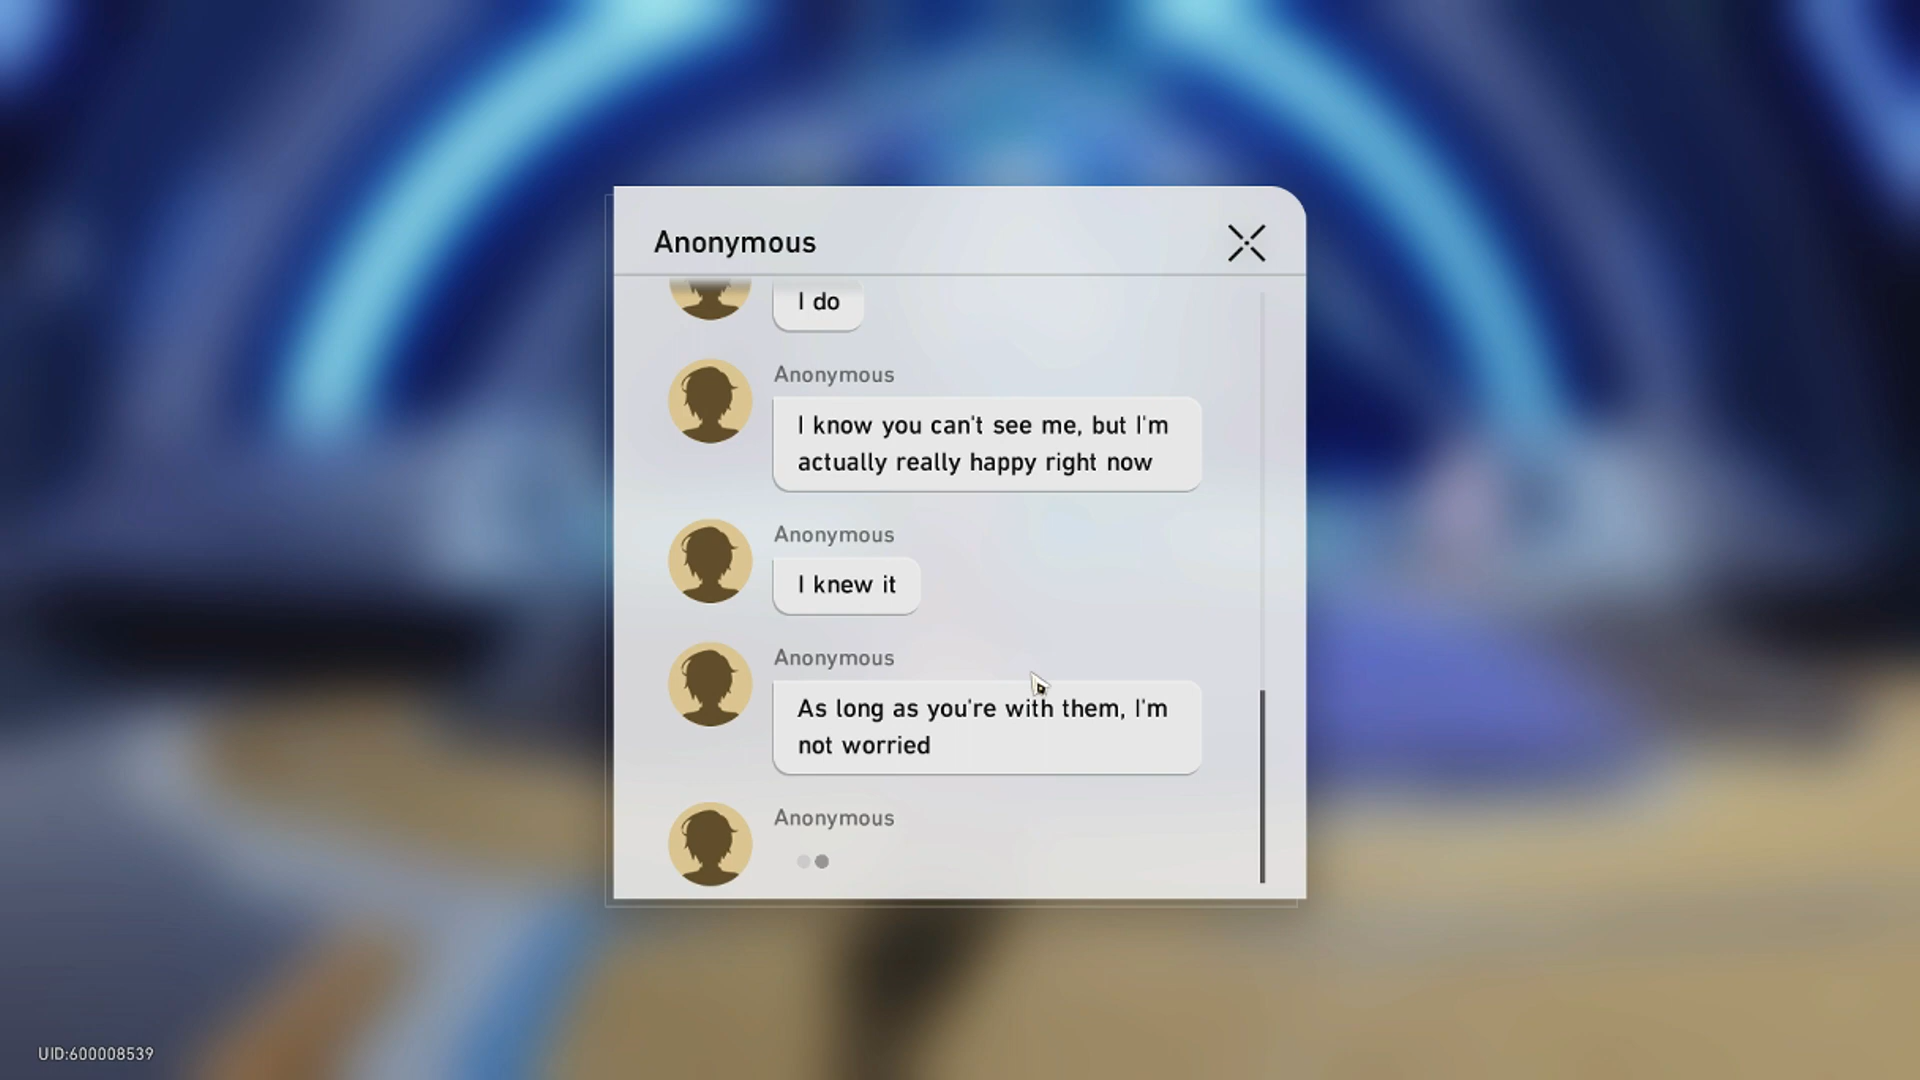 Anonymous
I do
Anonymous
I know you can't see me, but I'm
actually really happy right now
Anonymous
I knew it
Anonymous
As long as you're with them, I'm
not worried
Anonymous
UID:600008539